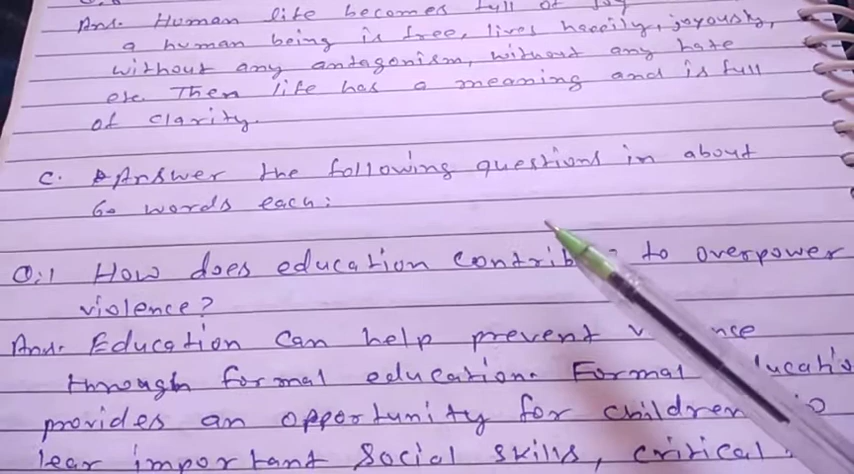 Ans. Human life becomes full of joy
a human being is free, lives happily, joyously,
without any antagonism, without any hate
etc. Then life has a meaning and is full
of clarity.
C. Answer the following questions in about
60 words each:
Q.1 How does education contrib to overpower
violence?
Ans. Education can help prevent v nce
through formal education. Formal ducatio
provides an opportunity for children
lear important social skills, critical